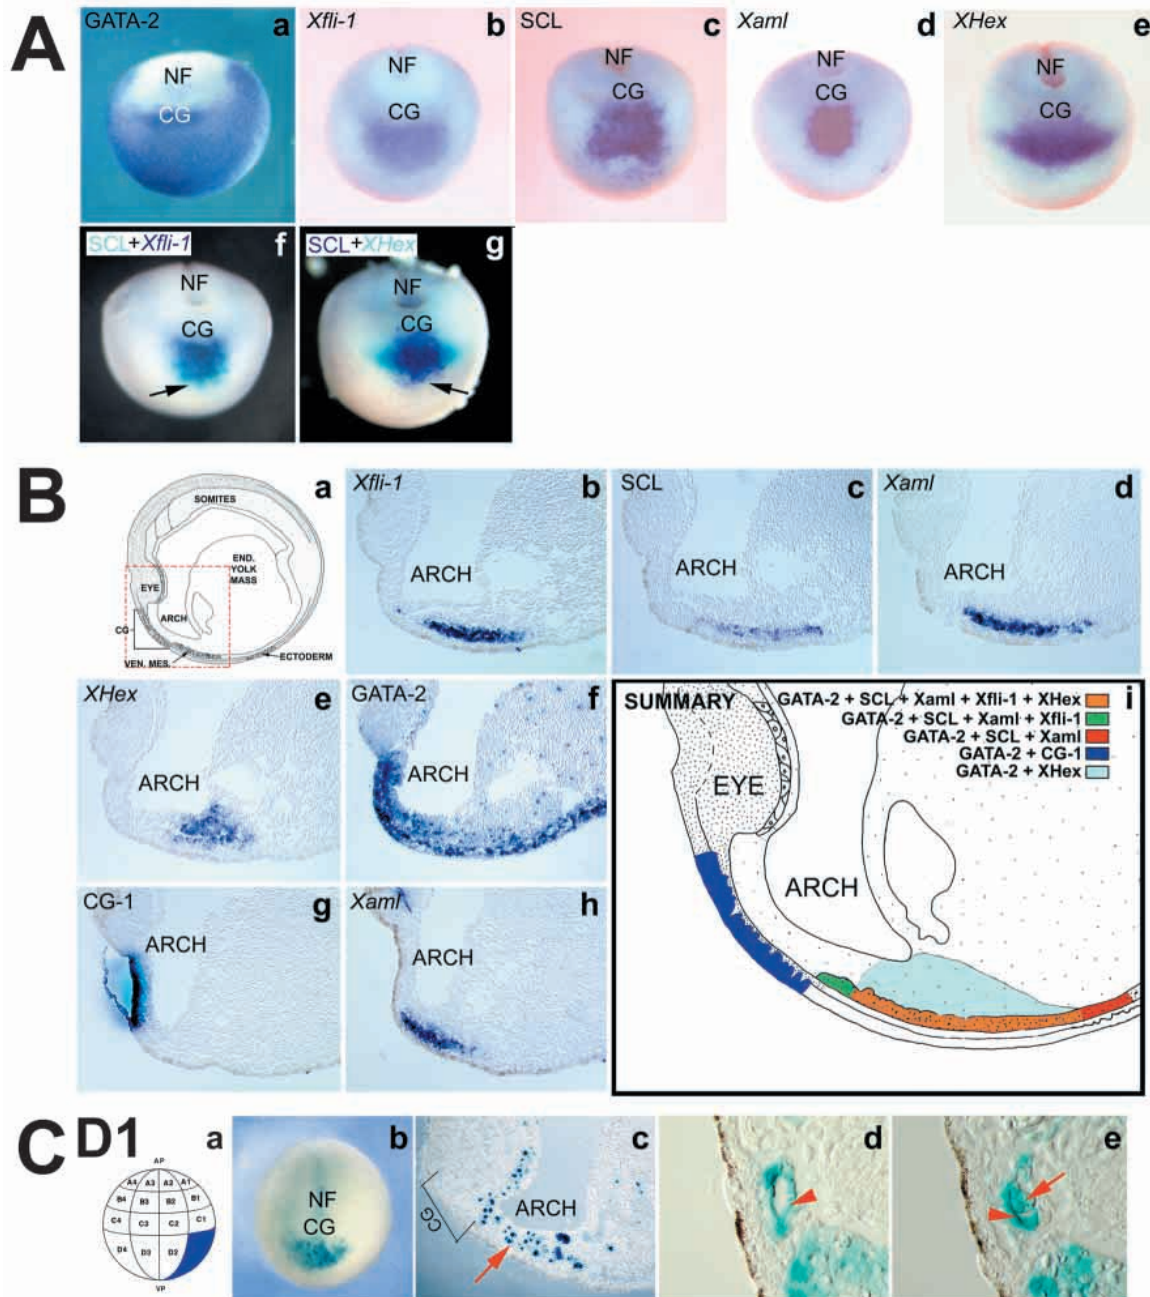 A
GATA-2 a
NF
CG
Xfli-1 b
NF
CG
SCL c
NF
CG
Xaml d
NF
CG
XHex e
NF
CG
SCL+Xfli-1 f
NF
CG
SCL+XHex g
NF
CG
B
a
SOMITES
END.
YOLK
MASS
EYE
ARCH
CG
VEN. MES.
ECTODERM
Xfli-1 b
ARCH
SCL c
ARCH
Xaml d
ARCH
XHex e
ARCH
GATA-2 f
ARCH
CG-1 g
ARCH
Xaml h
ARCH
SUMMARY i
GATA-2 + SCL + Xaml + Xfli-1 + XHex
GATA-2 + SCL + Xaml + Xfli-1
GATA-2 + SCL + Xaml
GATA-2 + CG-1
GATA-2 + XHex
EYE
ARCH
C
D1 a
AP
A4 A3 A2 A1
B4 B3 B2 B1
C4 C3 C2 C1
D4 D3 D2
VP
b
NF
CG
c
ARCH
CG
d
e